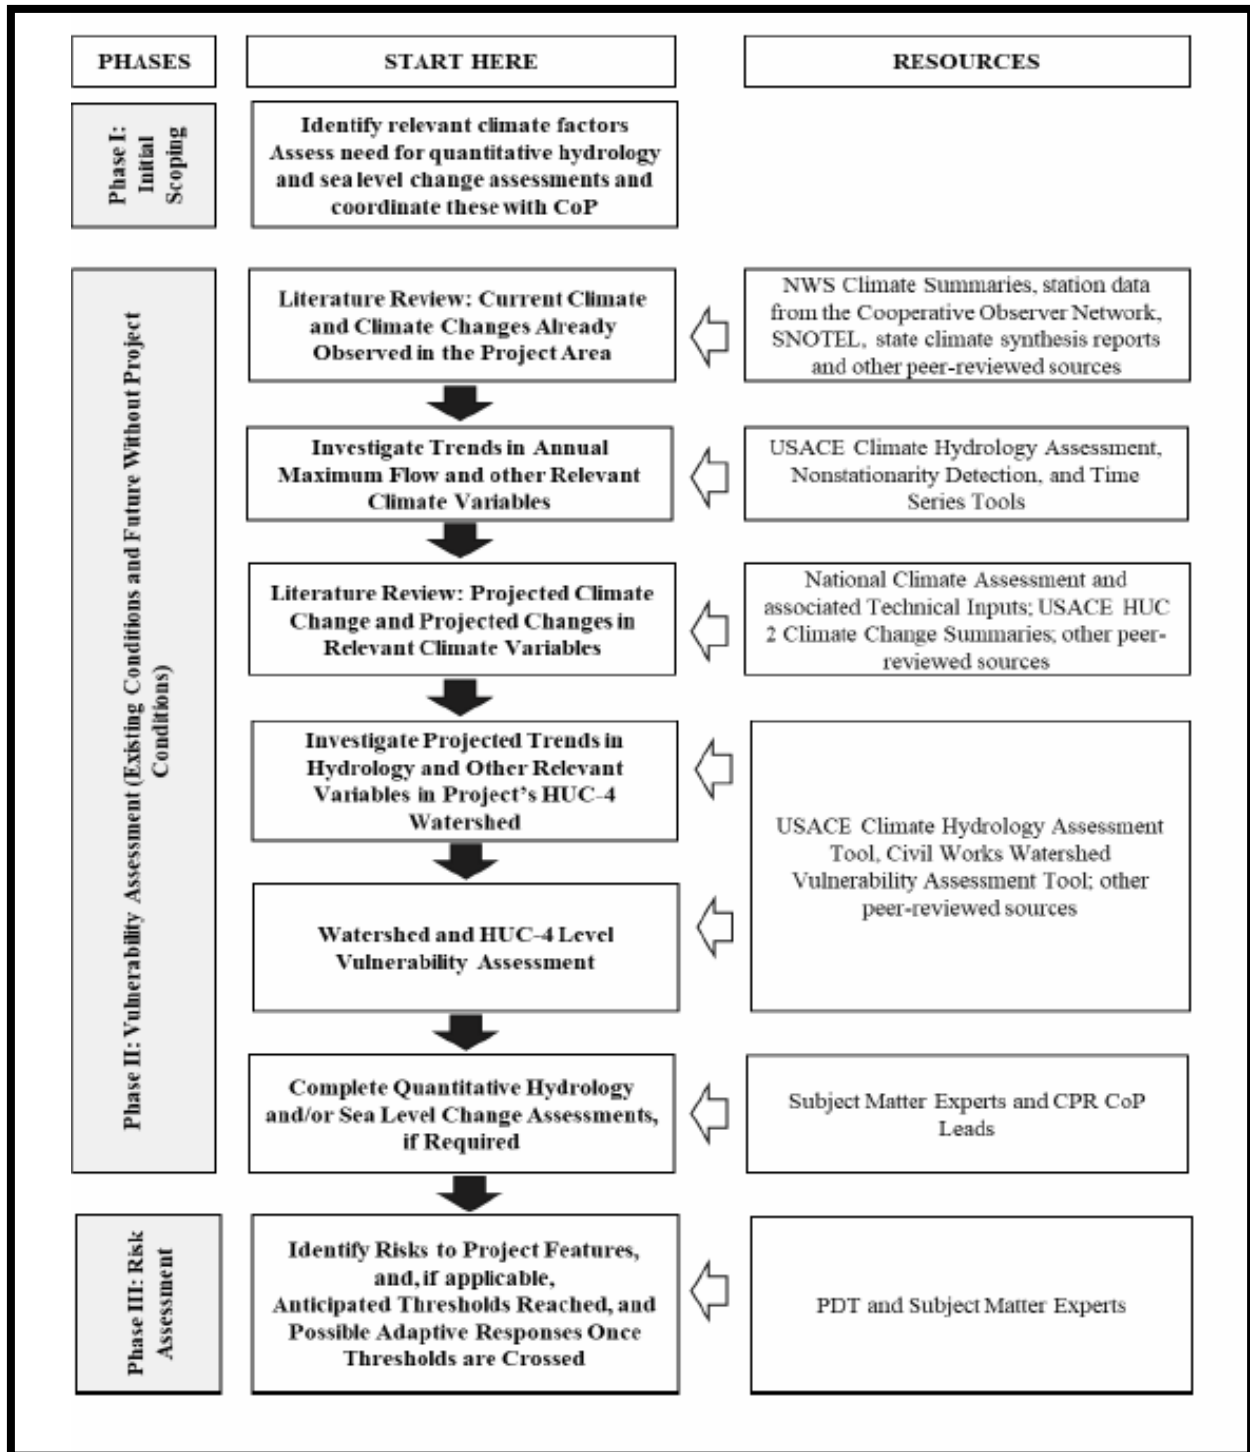 PHASES
START HERE
RESOURCES
Phase I:
Initial
Scoping
Identify relevant climate factors
Assess need for quantitative hydrology
and sea level change assessments and
coordinate these with CoP
Phase II: Vulnerability Assessment (Existing Conditions and Future Without Project
Conditions)
Literature Review: Current Climate
and Climate Changes Already
Observed in the Project Area
NWS Climate Summaries, station data
from the Cooperative Observer Network,
SNOTEL, state climate synthesis reports
and other peer-reviewed sources
Investigate Trends in Annual
Maximum Flow and other Relevant
Climate Variables
USACE Climate Hydrology Assessment,
Nonstationarity Detection, and Time
Series Tools
Literature Review: Projected Climate
Change and Projected Changes in
Relevant Climate Variables
National Climate Assessment and
associated Technical Inputs; USACE HUC
2 Climate Change Summaries; other peer-
reviewed sources
Investigate Projected Trends in
Hydrology and Other Relevant
Variables in Project's HUC-4
Watershed
Watershed and HUC-4 Level
Vulnerability Assessment
USACE Climate Hydrology Assessment
Tool, Civil Works Watershed
Vulnerability Assessment Tool; other
peer-reviewed sources
Complete Quantitative Hydrology
and/or Sea Level Change Assessments,
if Required
Subject Matter Experts and CPR CoP
Leads
Phase III: Risk
Assessment
Identify Risks to Project Features,
and, if applicable,
Anticipated Thresholds Reached, and
Possible Adaptive Responses Once
Thresholds are Crossed
PDT and Subject Matter Experts